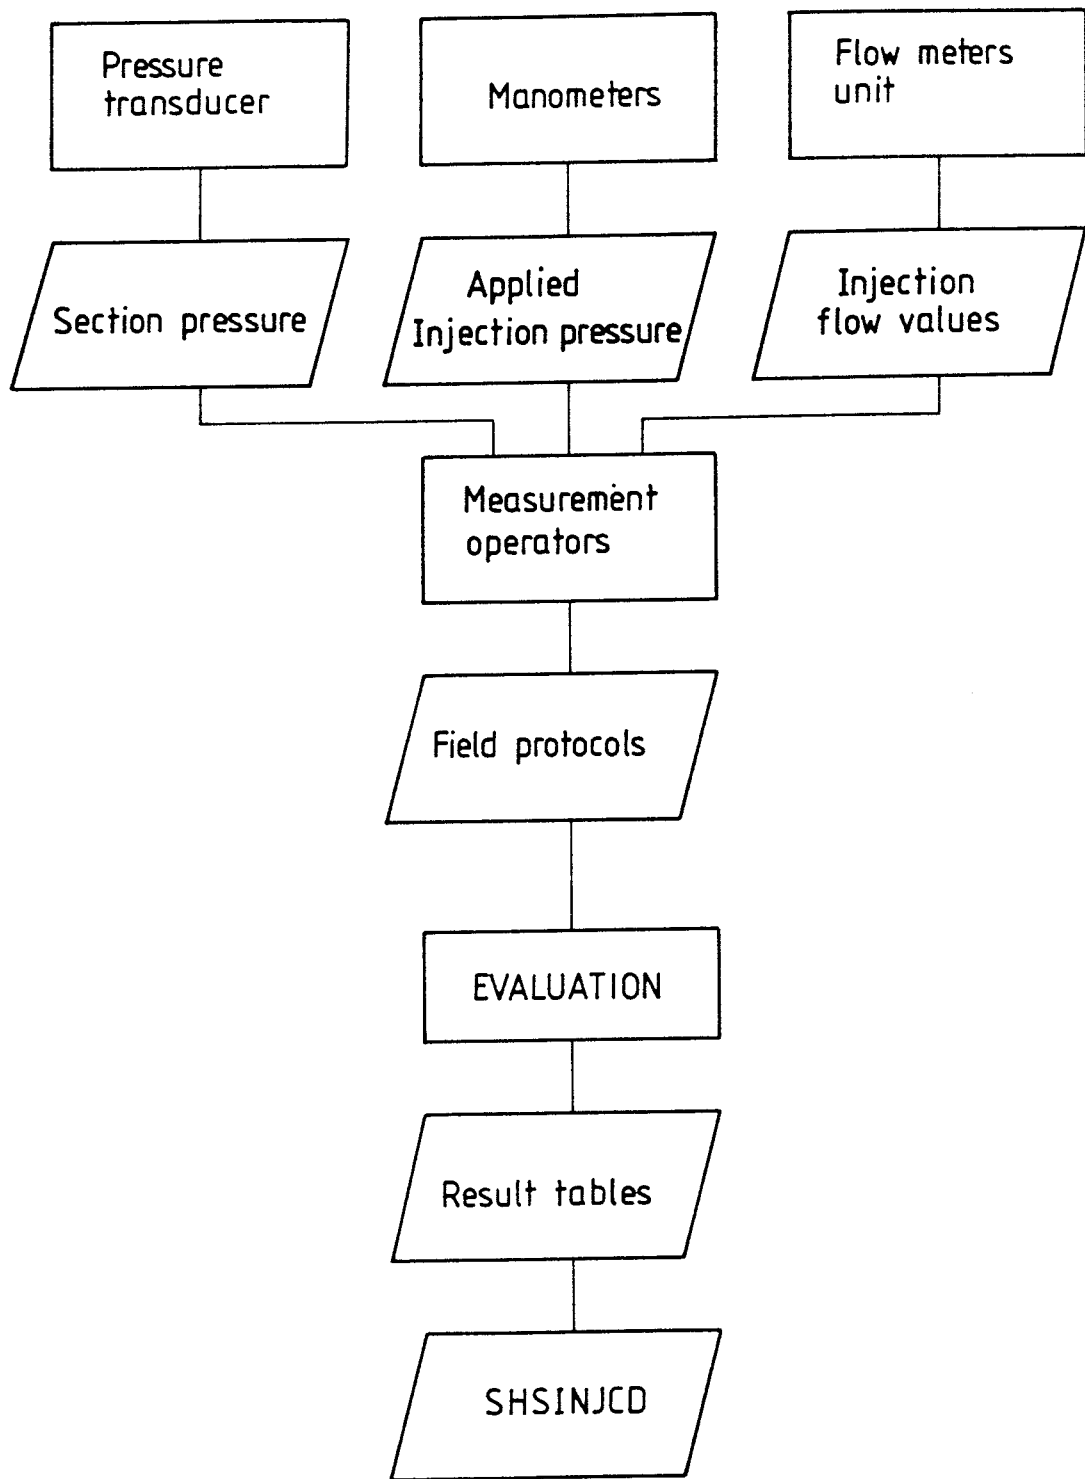 Pressure
transducer
Manometers
Flow meters
unit
Section pressure
Applied
Injection pressure
Injection
flow values
Measurement
operators
Field protocols
EVALUATION
Result tables
SHSINJCD